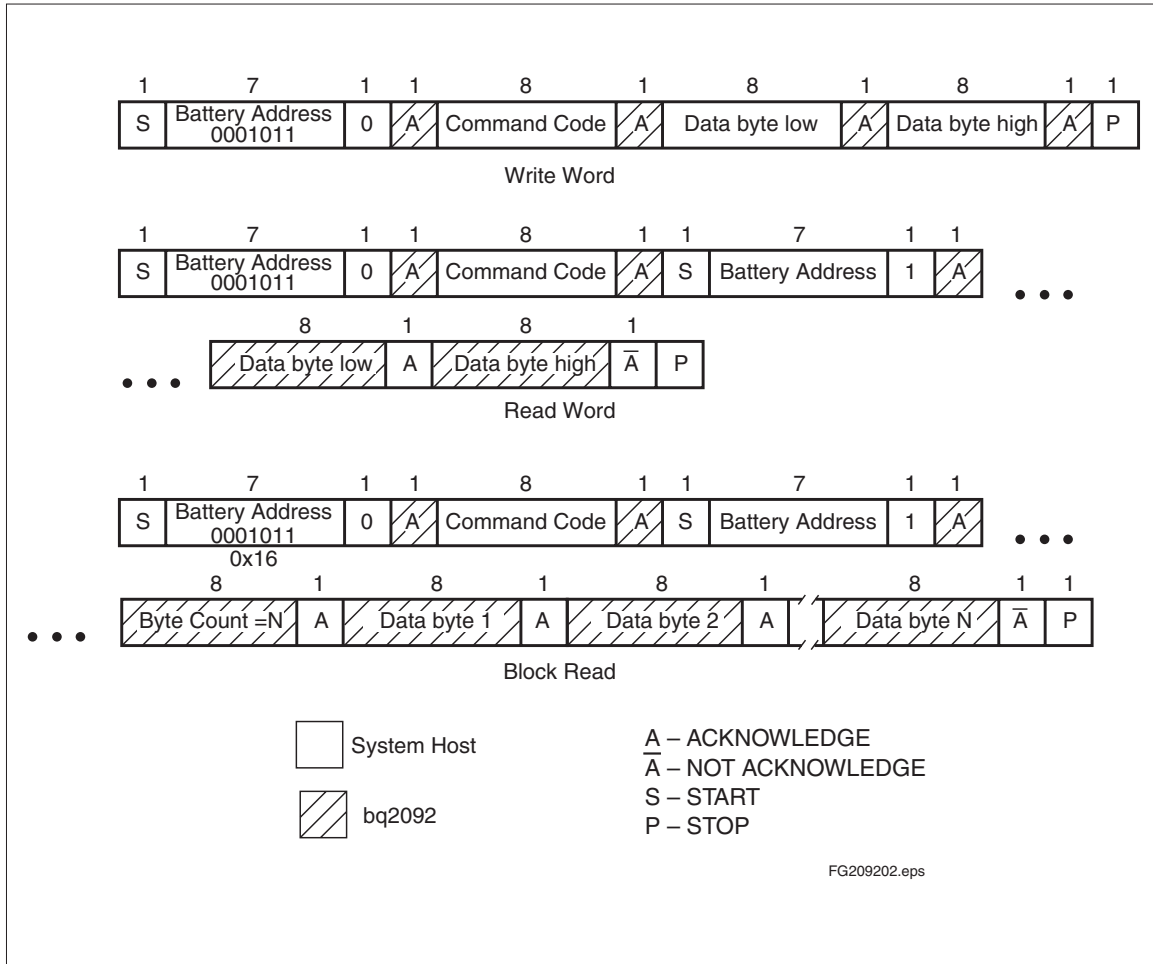 1 7 1 1 8 1 8 1 8 1 1
S Battery Address 0001011 0 A Command Code A Data byte low A Data byte high A P
Write Word
1 7 1 1 8 1 1 7 1 1
S Battery Address 0001011 0 A Command Code A S Battery Address 1 A
8 1 8 1
Data byte low A Data byte high A̅ P
Read Word
1 7 1 1 8 1 1 7 1 1
S Battery Address 0001011 0 A Command Code A S Battery Address 1 A
0x16
8 1 8 1 8 1 8 1 1
Byte Count =N A Data byte 1 A Data byte 2 A Data byte N A̅ P
Block Read
System Host
bq2092
A – ACKNOWLEDGE
A̅ – NOT ACKNOWLEDGE
S – START
P – STOP
FG209202.eps